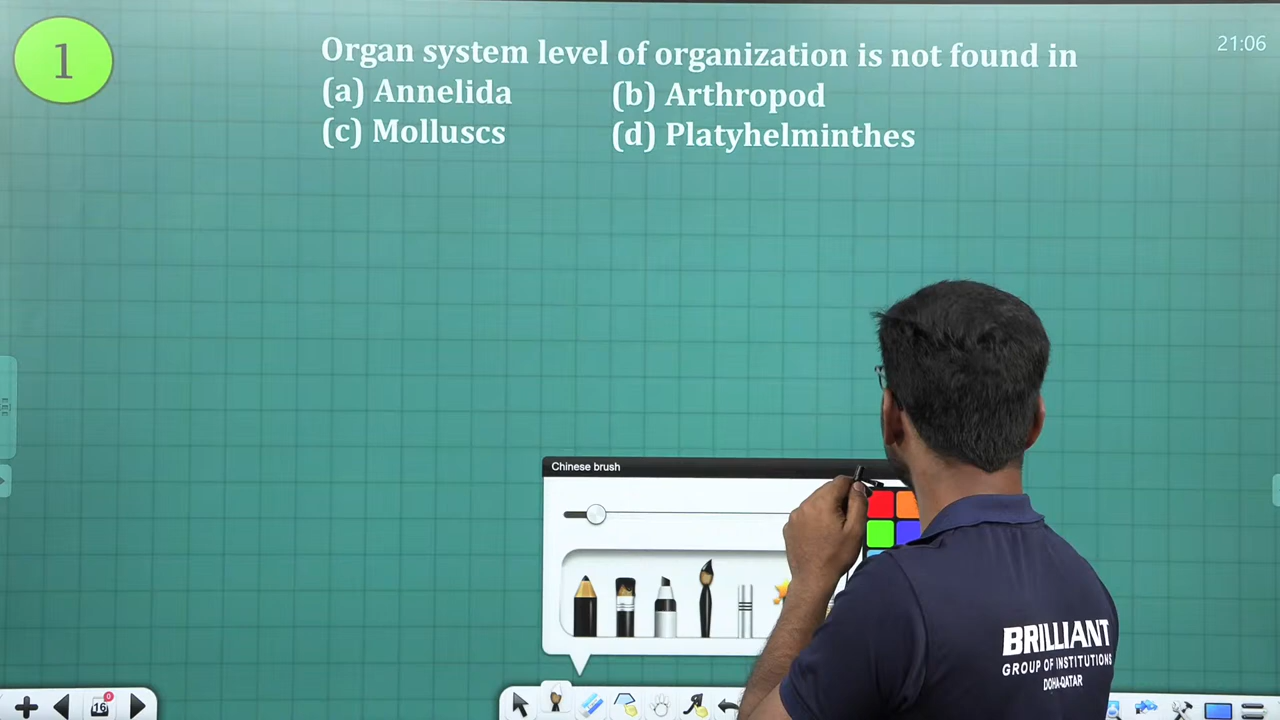 1
Organ system level of organization is not found in
21:06
(a) Annelida (b) Arthropod
(c) Molluscs (d) Platyhelminthes
Chinese brush
BRILLIANT
GROUP OF INSTITUTIONS
DOHA-QATAR
16
0